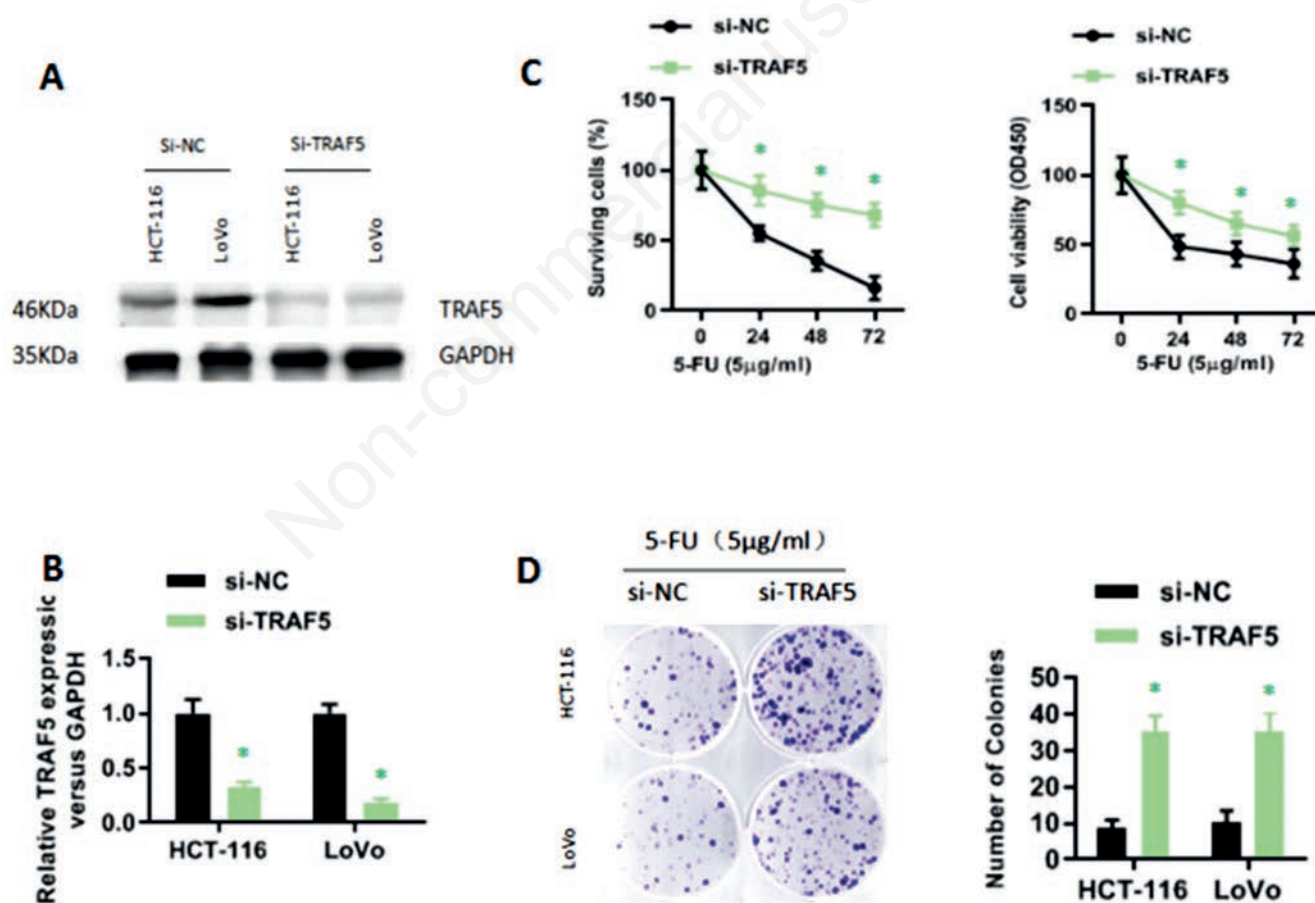 A
Si-NC
Si-TRAF5
HCT-116
LoVo
HCT-116
LoVo
46KDa
TRAF5
35KDa
GAPDH
C
si-NC
si-TRAF5
Surviving cells (%)
150
100
50
0
*
*
*
0
24
48
72
5-FU (5μg/ml)
si-NC
si-TRAF5
Cell viability (OD450)
150
100
50
0
*
*
*
0
24
48
72
5-FU (5μg/ml)
B
si-NC
si-TRAF5
Relative TRAF5 expressic
versus GAPDH
1.5
1.0
0.5
0.0
*
*
HCT-116
LoVo
D
5-FU（5μg/ml）
si-NC
si-TRAF5
HCT-116
LoVo
si-NC
si-TRAF5
Number of Colonies
50
40
30
20
10
0
*
*
HCT-116
LoVo
Non-commercial use